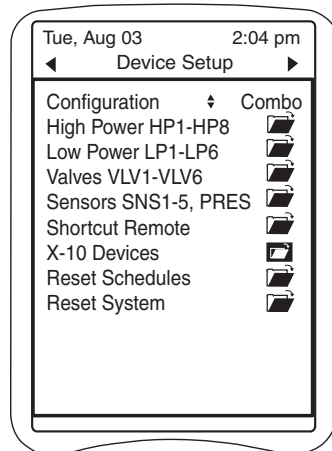 Tue, Aug 03 2:04 pm
Device Setup
Configuration Combo
High Power HP1-HP8
Low Power LP1-LP6
Valves VLV1-VLV6
Sensors SNS1-5, PRES
Shortcut Remote
X-10 Devices
Reset Schedules
Reset System